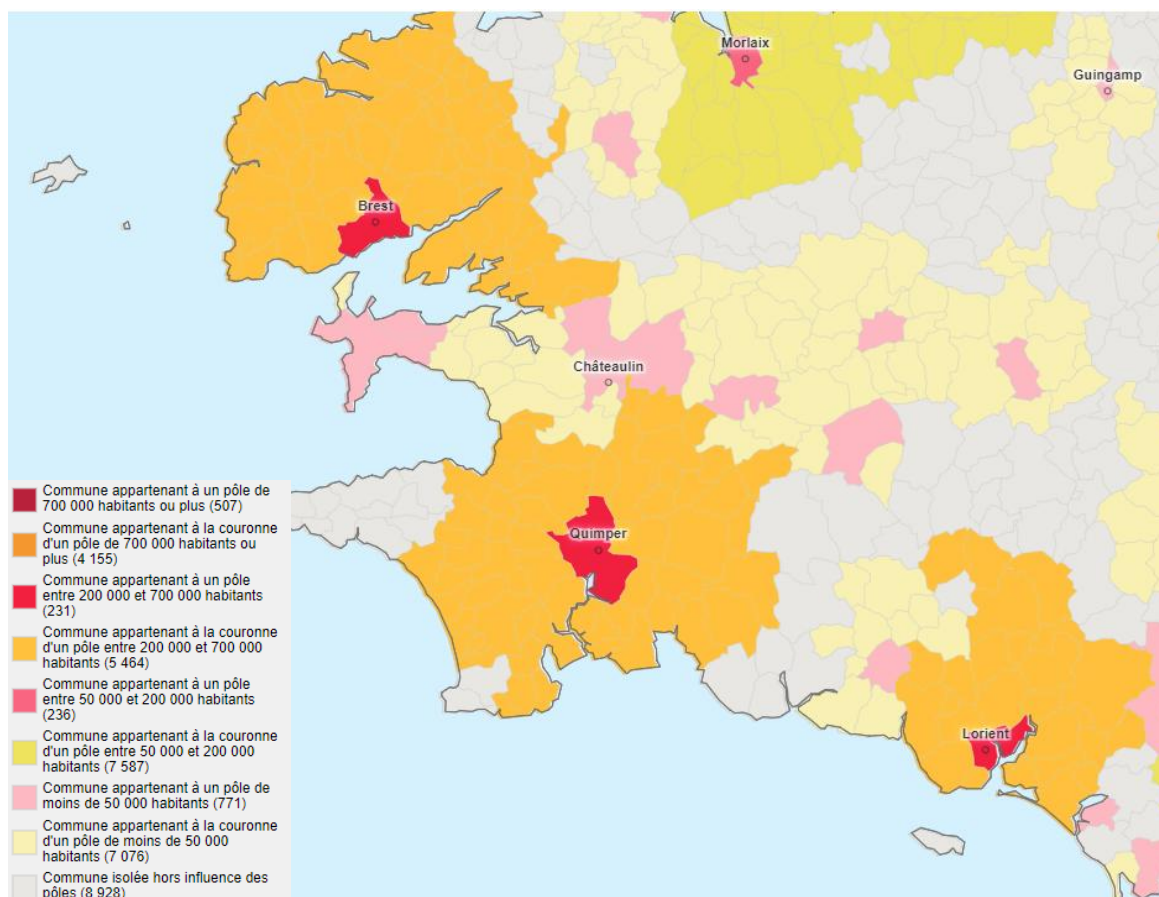 Morlaix
Guingamp
Brest
Châteaulin
Quimper
Lorient
Commune appartenant à un pôle de
700 000 habitants ou plus (507)
Commune appartenant à la couronne
d'un pôle de 700 000 habitants ou
plus (4 155)
Commune appartenant à un pôle
entre 200 000 et 700 000 habitants
(231)
Commune appartenant à la couronne
d'un pôle entre 200 000 et 700 000
habitants (5 464)
Commune appartenant à un pôle
entre 50 000 et 200 000 habitants
(236)
Commune appartenant à la couronne
d'un pôle entre 50 000 et 200 000
habitants (7 587)
Commune appartenant à un pôle de
moins de 50 000 habitants (771)
Commune appartenant à la couronne
d'un pôle de moins de 50 000
habitants (7 076)
Commune isolée hors influence des
pôles (8 928)